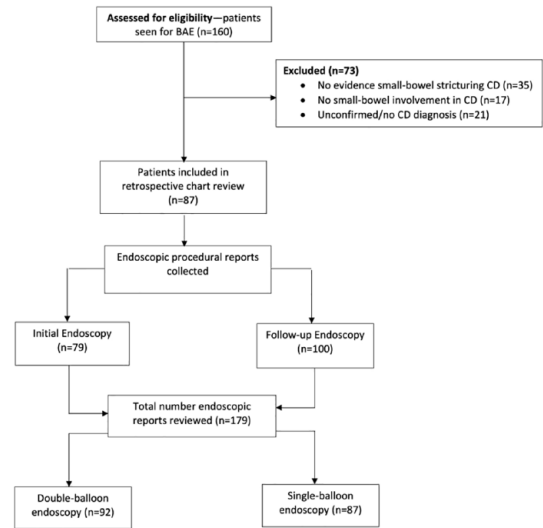 Assessed for eligibility—patients
seen for BAE (n=160)
Excluded (n=73)
• No evidence small-bowel stricturing CD (n=35)
• No small-bowel involvement in CD (n=17)
• Unconfirmed/no CD diagnosis (n=21)
Patients included in
retrospective chart review
(n=87)
Endoscopic procedural reports
collected
Initial Endoscopy
(n=79)
Follow-up Endoscopy
(n=100)
Total number endoscopic
reports reviewed (n=179)
Double-balloon
endoscopy (n=92)
Single-balloon
endoscopy (n=87)